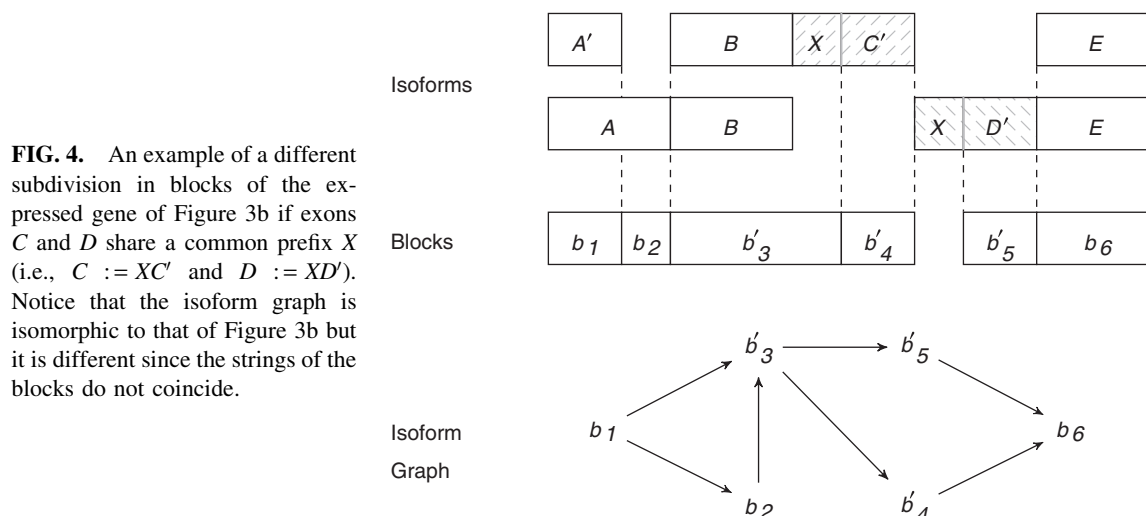 FIG. 4. An example of a different
subdivision in blocks of the ex-
pressed gene of Figure 3b if exons
C and D share a common prefix X
(i.e., C := XC′ and D := XD′).
Notice that the isoform graph is
isomorphic to that of Figure 3b but
it is different since the strings of the
blocks do not coincide.
A′ B X C′ E
Isoforms
A B X D′ E
Blocks
b1 b2 b′3 b′4 b′5 b6
b′3 b′5
Isoform
Graph
b1 b6
b2 b′4